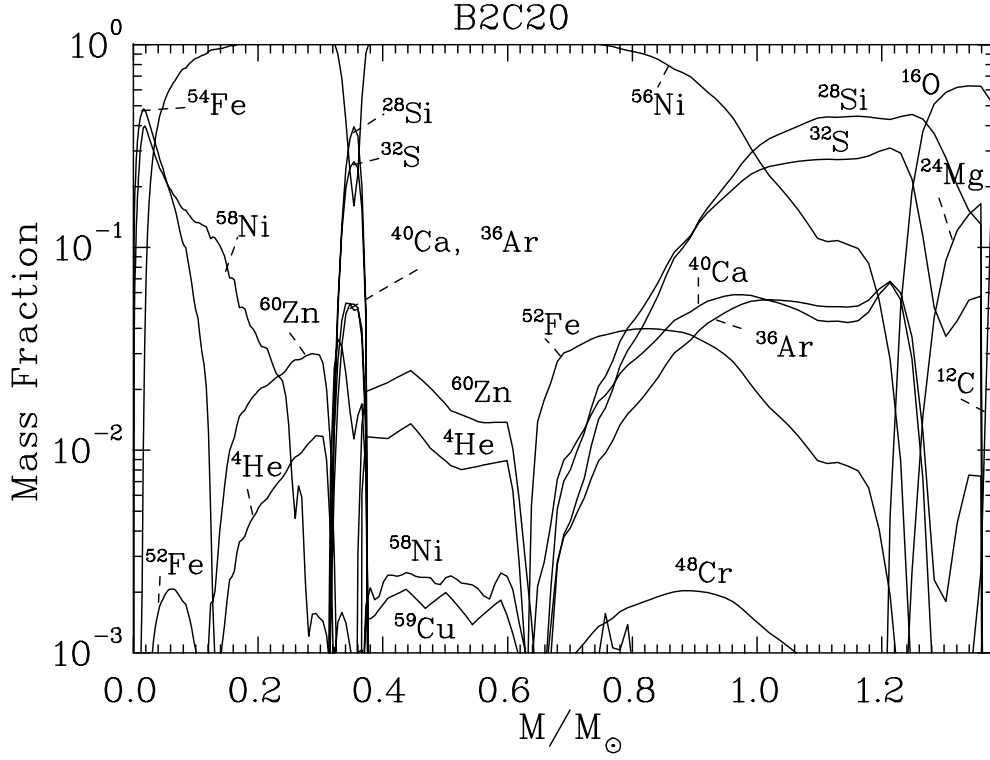 B2C20
10⁰
10⁻¹
10⁻²
10⁻³
Mass Fraction
⁵⁴Fe
²⁸Si
³²S
⁵⁸Ni
⁴⁰Ca, ³⁶Ar
⁶⁰Zn
⁴He
⁵²Fe
⁵⁶Ni
²⁸Si
³²S
¹⁶O
²⁴Mg
⁴⁰Ca
³⁶Ar
⁵²Fe
¹²C
⁶⁰Zn
⁴He
⁵⁸Ni
⁵⁹Cu
⁴⁸Cr
0.0 0.2 0.4 0.6 0.8 1.0 1.2
M/M☉